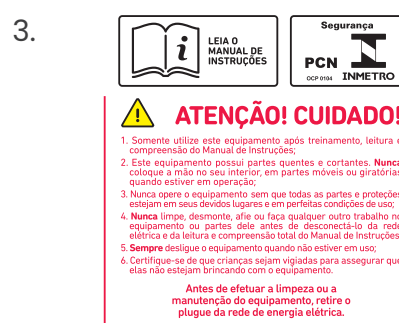 3.
LEIA O
MANUAL DE
INSTRUÇÕES
Segurança
PCN
OCP 0104
INMETRO
ATENÇÃO! CUIDADO!
1. Somente utilize este equipamento após treinamento, leitura e
compreensão do Manual de Instruções;
2. Este equipamento possui partes quentes e cortantes. Nunca
coloque a mão no seu interior, em partes móveis ou giratórias
quando estiver em operação;
3. Nunca opere o equipamento sem que todas as partes e proteções
estejam em seus devidos lugares e em perfeitas condições de uso;
4. Nunca limpe, desmonte, afie ou faça qualquer outro trabalho no
equipamento ou partes dele antes de desconectá-lo da rede
elétrica e da leitura e compreensão total do Manual de Instruções
5. Sempre desligue o equipamento quando não estiver em uso;
6. Certifique-se de que crianças sejam vigiadas para assegurar que
elas não estejam brincando com o equipamento.
Antes de efetuar a limpeza ou a
manutenção do equipamento, retire o
plugue da rede de energia elétrica.